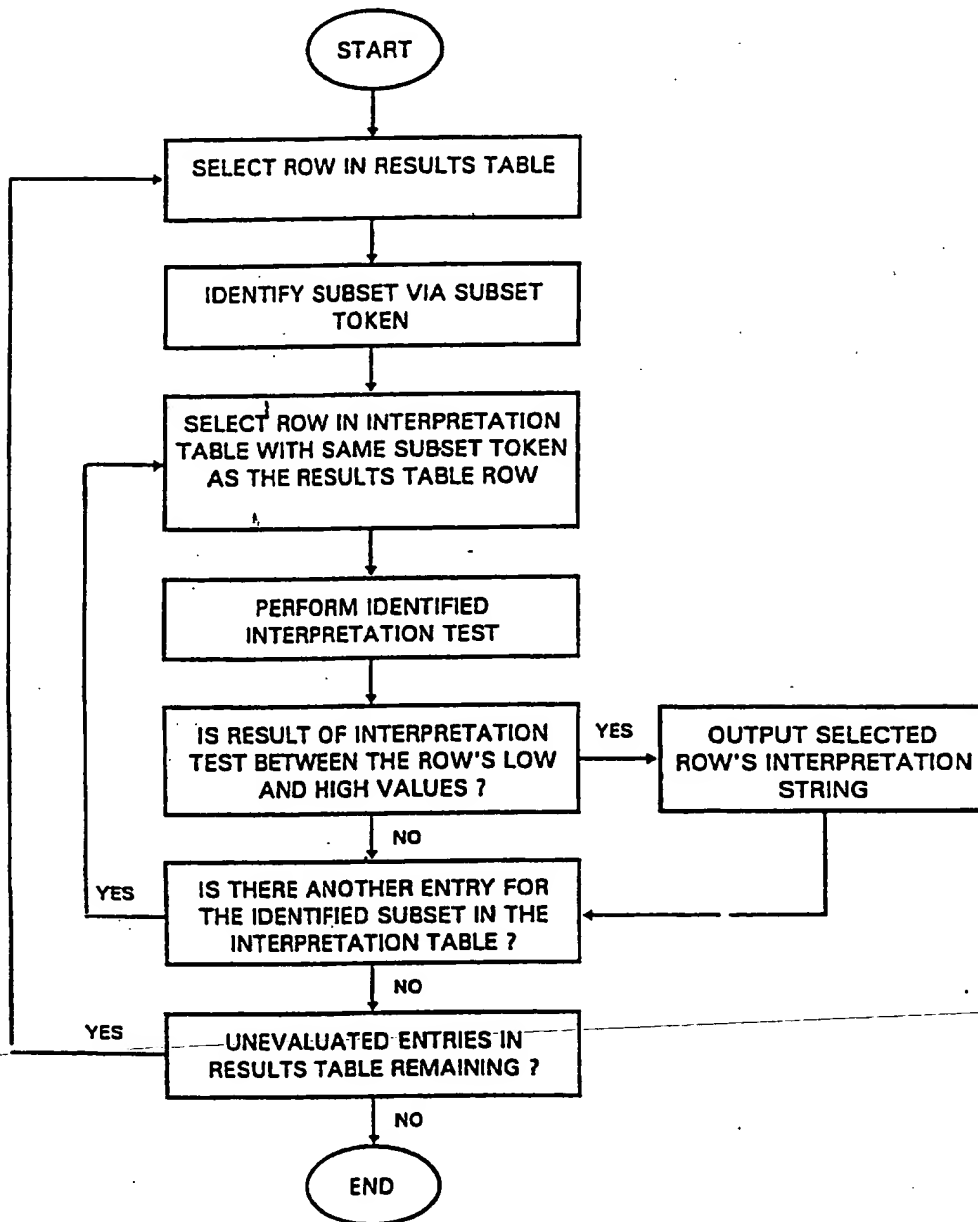 START
SELECT ROW IN RESULTS TABLE
IDENTIFY SUBSET VIA SUBSET
TOKEN
SELECT ROW IN INTERPRETATION
TABLE WITH SAME SUBSET TOKEN
AS THE RESULTS TABLE ROW
PERFORM IDENTIFIED
INTERPRETATION TEST
IS RESULT OF INTERPRETATION
TEST BETWEEN THE ROW'S LOW
AND HIGH VALUES ?
YES
OUTPUT SELECTED
ROW'S INTERPRETATION
STRING
NO
YES
IS THERE ANOTHER ENTRY FOR
THE IDENTIFIED SUBSET IN THE
INTERPRETATION TABLE ?
NO
YES
UNEVALUATED ENTRIES IN
RESULTS TABLE REMAINING ?
NO
END